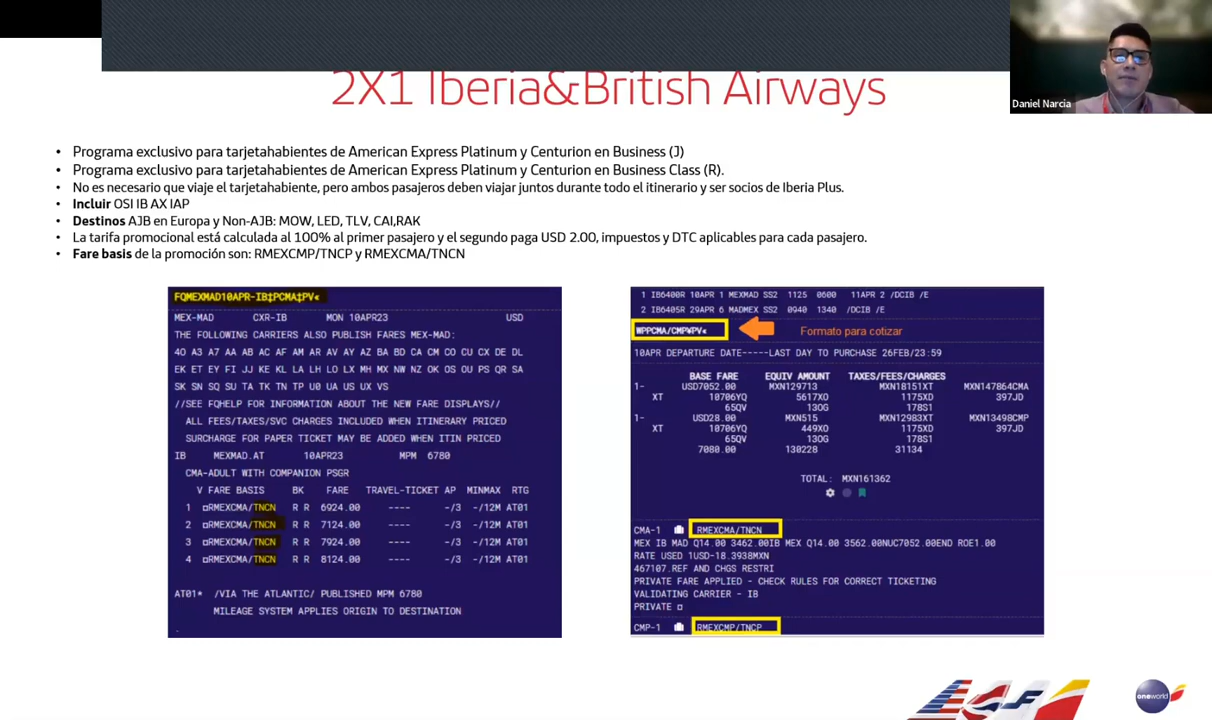 2X1 Iberia&British Airways
Daniel Narcia
• Programa exclusivo para tarjetahabientes de American Express Platinum y Centurion en Business (J)
• Programa exclusivo para tarjetahabientes de American Express Platinum y Centurion en Business Class (R).
• No es necesario que viaje el tarjetahabiente, pero ambos pasajeros deben viajar juntos durante todo el itinerario y ser socios de Iberia Plus.
• Incluir OSI IB AX IAP
• Destinos AJB en Europa y Non-AJB: MOW, LED, TLV, CAI,RAK
• La tarifa promocional está calculada al 100% al primer pasajero y el segundo paga USD 2.00, impuestos y DTC aplicables para cada pasajero.
• Fare basis de la promoción son: RMEXCMP/TNCP y RMEXCMA/TNCN
FQMEXMAD10APR-IB‡PCMA‡PV«
MEX-MAD CXR-IB MON 10APR23 USD
THE FOLLOWING CARRIERS ALSO PUBLISH FARES MEX-MAD:
4O A3 A7 AA AB AC AF AM AR AV AY AZ BA BD CA CM CO CU CX DE DL
EK ET EY FI JJ KE KL LA LH LO LX MH MX NW NZ OK OS OU PS QR SA
SK SN SQ SU TA TK TN TP U0 UA US UX VS
//SEE FQHELP FOR INFORMATION ABOUT THE NEW FARE DISPLAYS//
ALL FEES/TAXES/SVC CHARGES INCLUDED WHEN ITINERARY PRICED
SURCHARGE FOR PAPER TICKET MAY BE ADDED WHEN ITIN PRICED
IB MEXMAD.AT 10APR23 MPM 6780
CMA-ADULT WITH COMPANION PSGR
V FARE BASIS BK FARE TRAVEL-TICKET AP MINMAX RTG
1 ¤RMEXCMA/TNCN R R 6924.00 ---- -/3 -/12M AT01
2 ¤RMEXCMA/TNCN R R 7124.00 ---- -/3 -/12M AT01
3 ¤RMEXCMA/TNCN R R 7924.00 ---- -/3 -/12M AT01
4 ¤RMEXCMA/TNCN R R 8124.00 ---- -/3 -/12M AT01
AT01* /VIA THE ATLANTIC/ PUBLISHED MPM 6780
MILEAGE SYSTEM APPLIES ORIGIN TO DESTINATION
1 IB6400R 10APR 1 MEXMAD SS2 1125 0600 11APR 2 /DCIB /E
2 IB6405R 29APR 6 MADMEX SS2 0940 1340 /DCIB /E
WPPCMA/CMP¥PV« Formato para cotizar
10APR DEPARTURE DATE-----LAST DAY TO PURCHASE 26FEB/23:59
BASE FARE EQUIV AMOUNT TAXES/FEES/CHARGES
1- USD7052.00 MXN129713 MXN18151XT MXN147864CMA
XT 10706YQ 5617XO 1175XD 397JD
65QV 130G 178S1
1- USD28.00 MXN515 MXN12983XT MXN13498CMP
XT 10706YQ 449XO 1175XD 397JD
65QV 130G 178S1
7080.00 130228 31134
TOTAL: MXN161362
CMA-1 RMEXCMA/TNCN
MEX IB MAD Q14.00 3462.00IB MEX Q14.00 3562.00NUC7052.00END ROE1.00
RATE USED 1USD-18.3938MXN
467107.REF AND CHGS RESTRI
PRIVATE FARE APPLIED - CHECK RULES FOR CORRECT TICKETING
VALIDATING CARRIER - IB
PRIVATE ¤
CMP-1 RMEXCMP/TNCP
oneworld